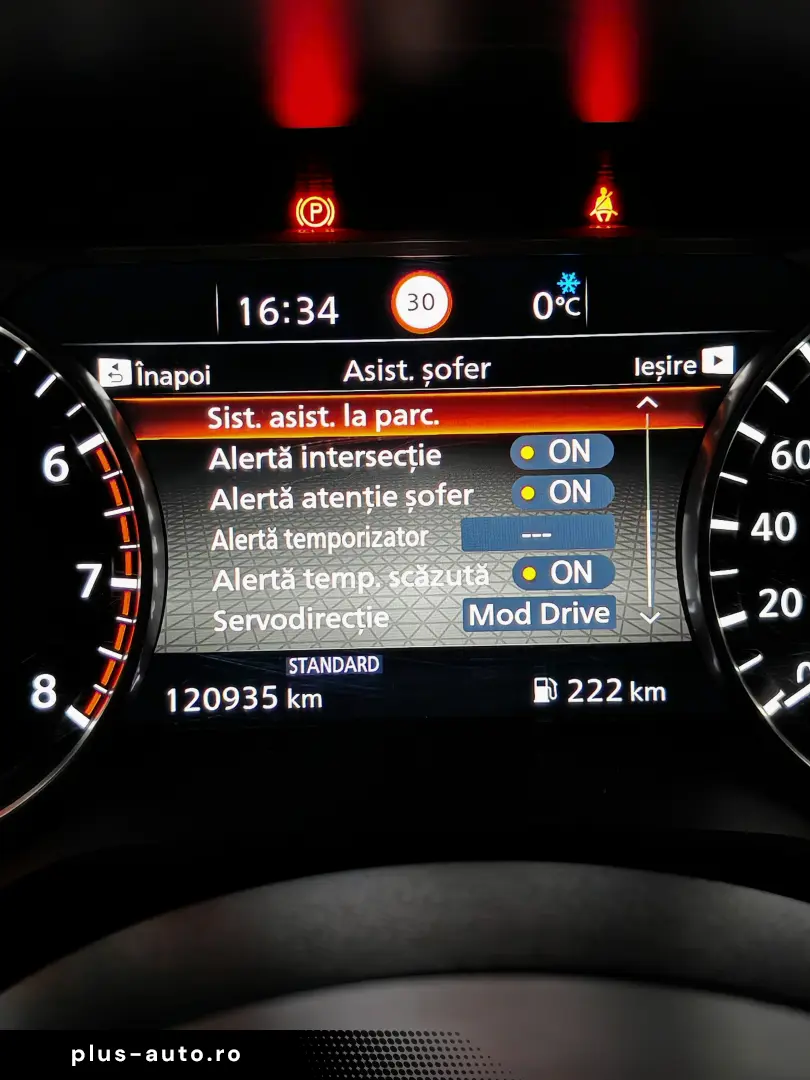 P
16:34 30 0°C
Înapoi Asist. șofer Ieșire
Sist. asist. la parc.
Alertă intersecție ON
Alertă atenție șofer ON
Alertă temporizator ---
Alertă temp. scăzută ON
Servodirecție Mod Drive
STANDARD
120935 km 222 km
6
7
8
60
40
20
0
plus-auto.ro